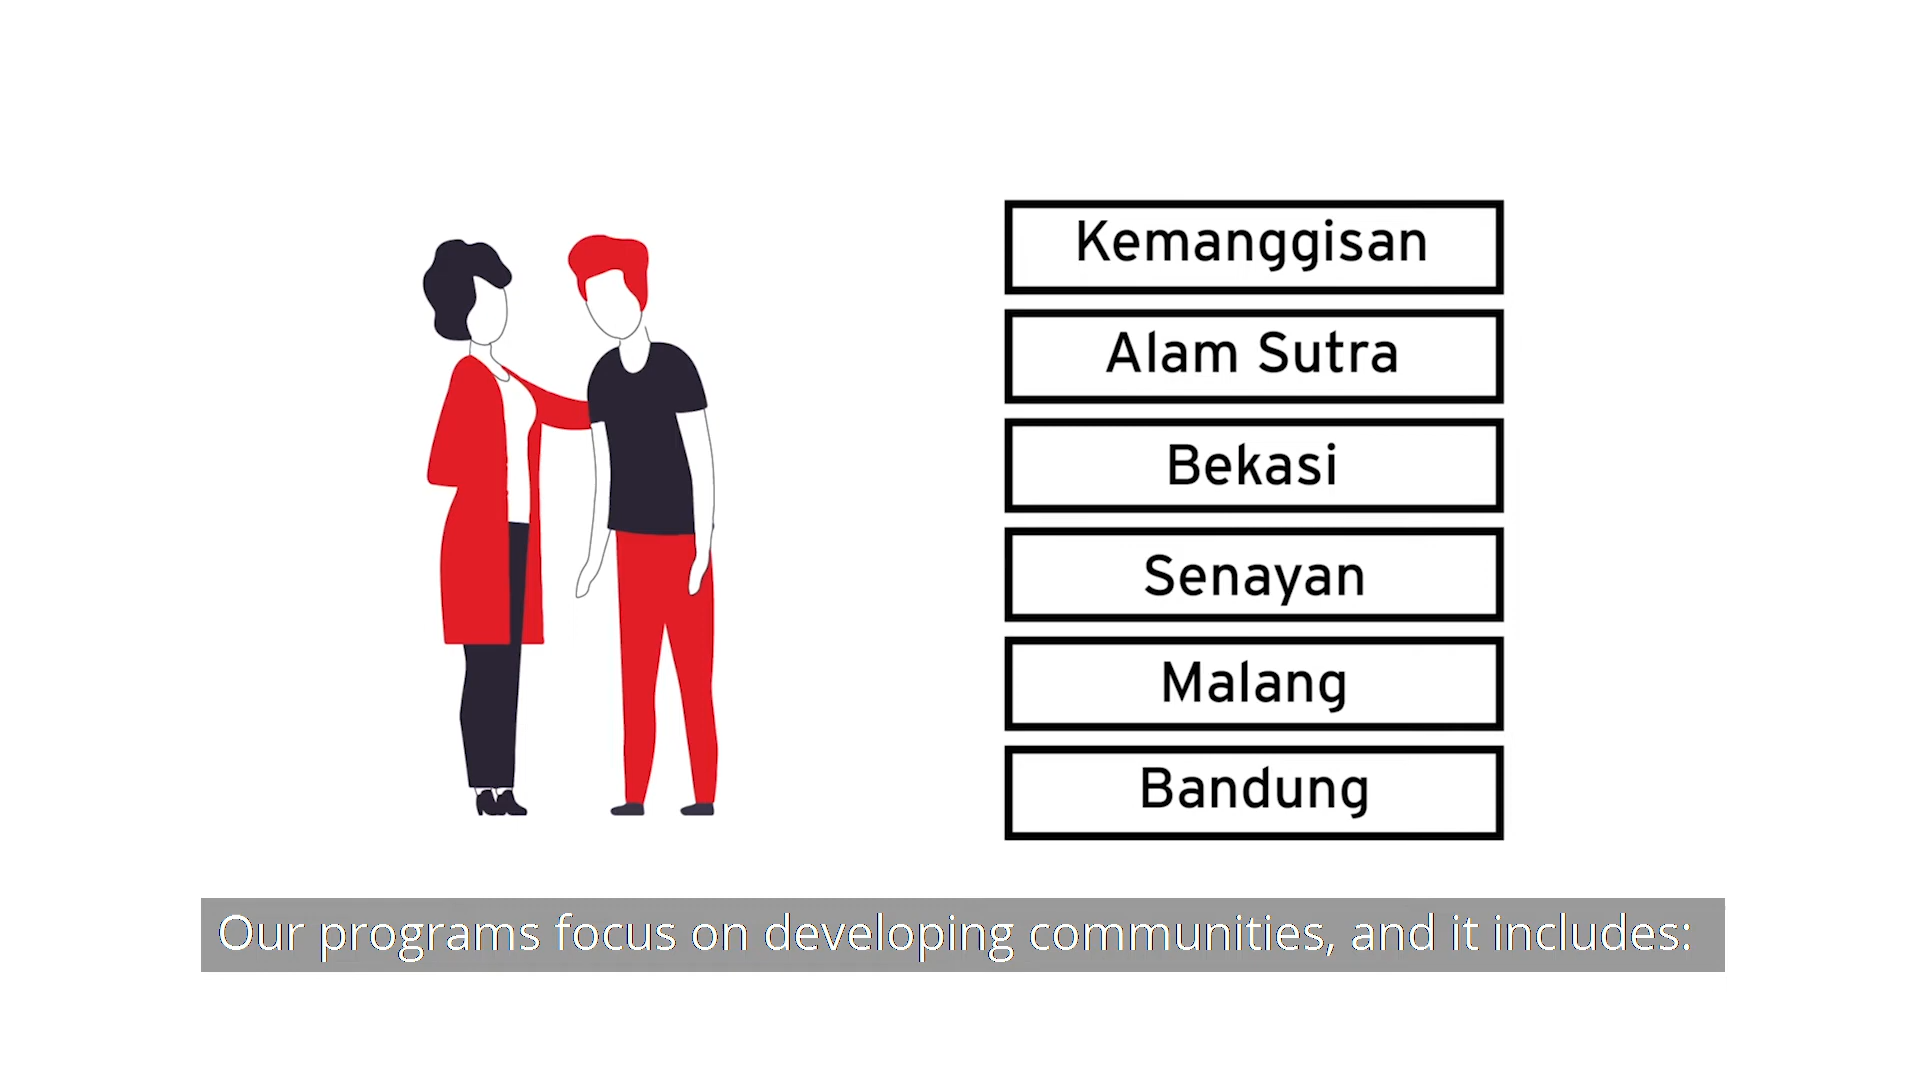 Kemanggisan
Alam Sutra
Bekasi
Senayan
Malang
Bandung
Our programs focus on developing communities, and it includes: